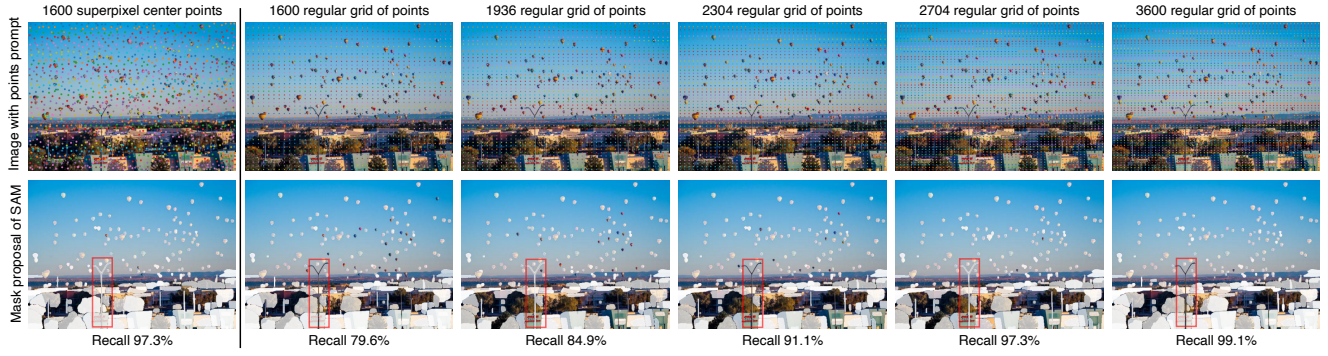 1600 superpixel center points
1600 regular grid of points
1936 regular grid of points
2304 regular grid of points
2704 regular grid of points
3600 regular grid of points
Image with points prompt
Mask proposal of SAM
Recall 97.3%
Recall 79.6%
Recall 84.9%
Recall 91.1%
Recall 97.3%
Recall 99.1%